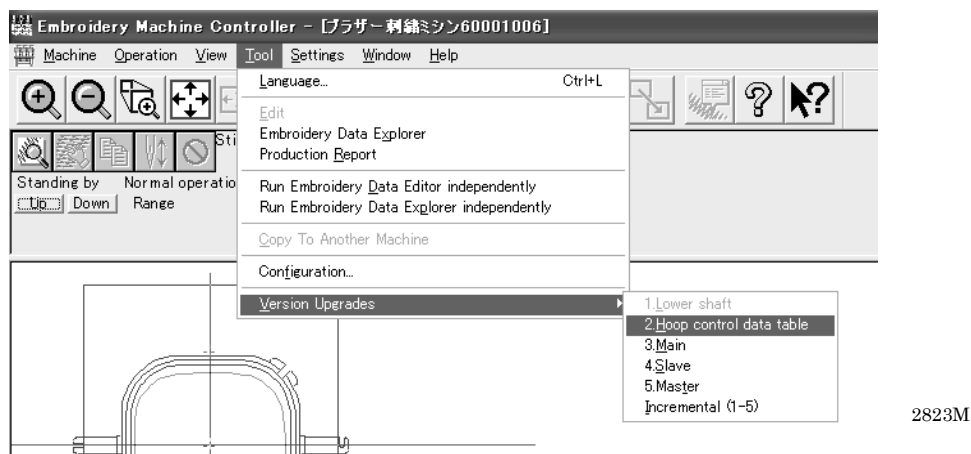 Embroidery Machine Controller - [ブラザー刺繍ミシン60001006]
Machine Operation View Tool Settings Window Help
Language... Ctrl+L
Edit
Embroidery Data Explorer
Production Report
Run Embroidery Data Editor independently
Run Embroidery Data Explorer independently
Copy To Another Machine
Configuration...
Version Upgrades
1.Lower shaft
2.Hoop control data table
3.Main
4.Slave
5.Master
Incremental (1-5)
Sti
Standing by Normal operatio
Up Down Range
2823M